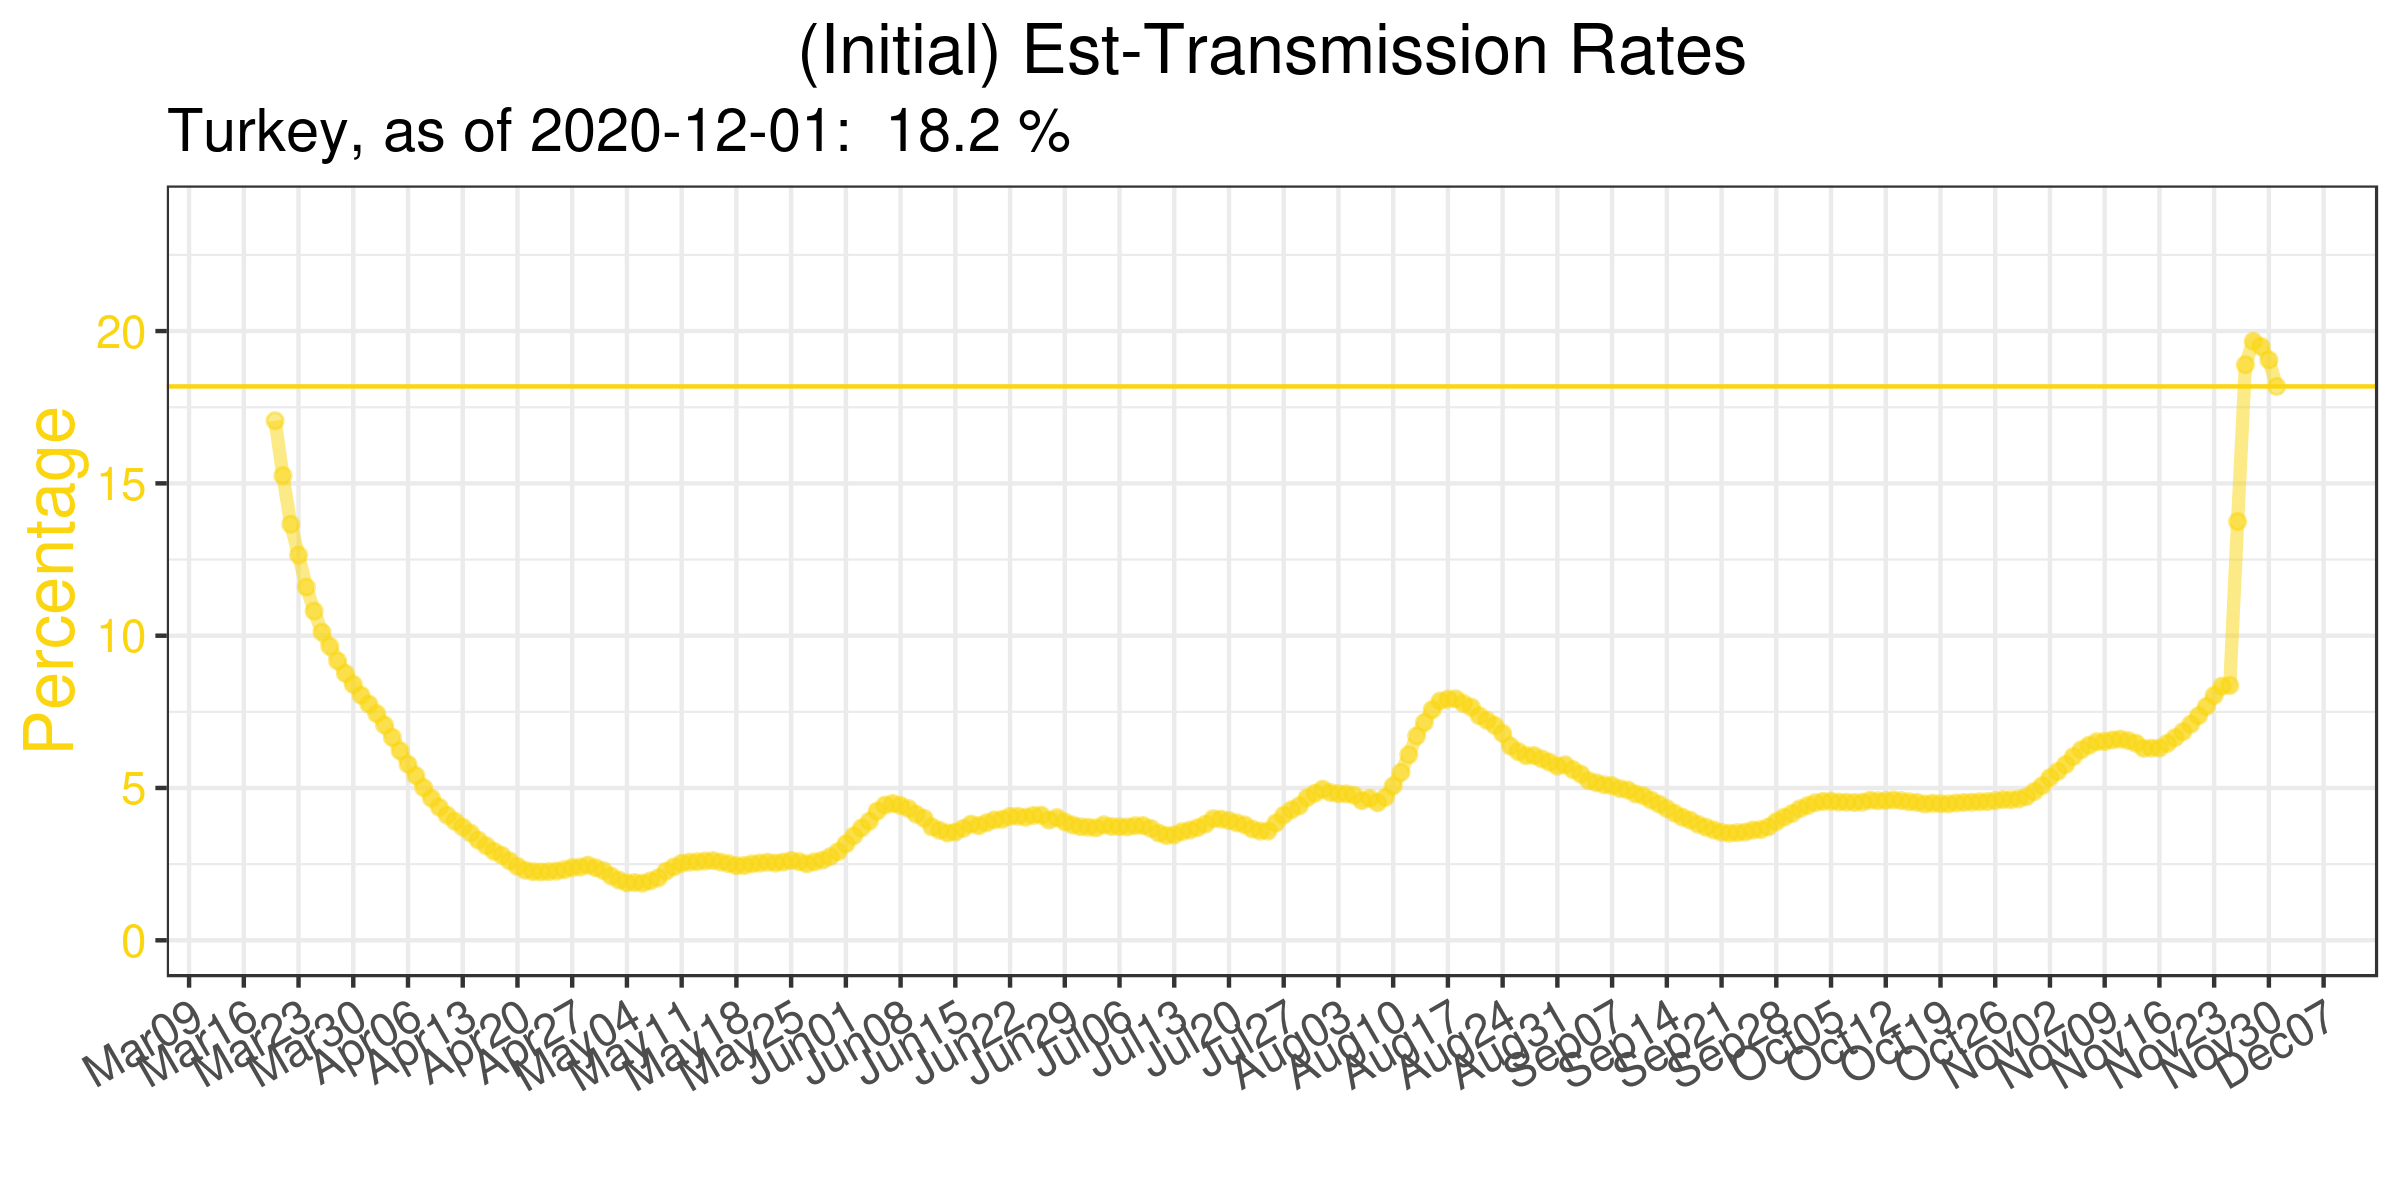 (Initial) Est-Transmission Rates
Turkey, as of 2020-12-01:  18.2 %
Percentage
20
15
10
5
0
Mar09
Mar16
Mar23
Mar30
Apr06
Apr13
Apr20
Apr27
May04
May11
May18
May25
Jun01
Jun08
Jun15
Jun22
Jun29
Jul06
Jul13
Jul20
Jul27
Aug03
Aug10
Aug17
Aug24
Aug31
Sep07
Sep14
Sep21
Sep28
Oct05
Oct12
Oct19
Oct26
Nov02
Nov09
Nov16
Nov23
Nov30
Dec07